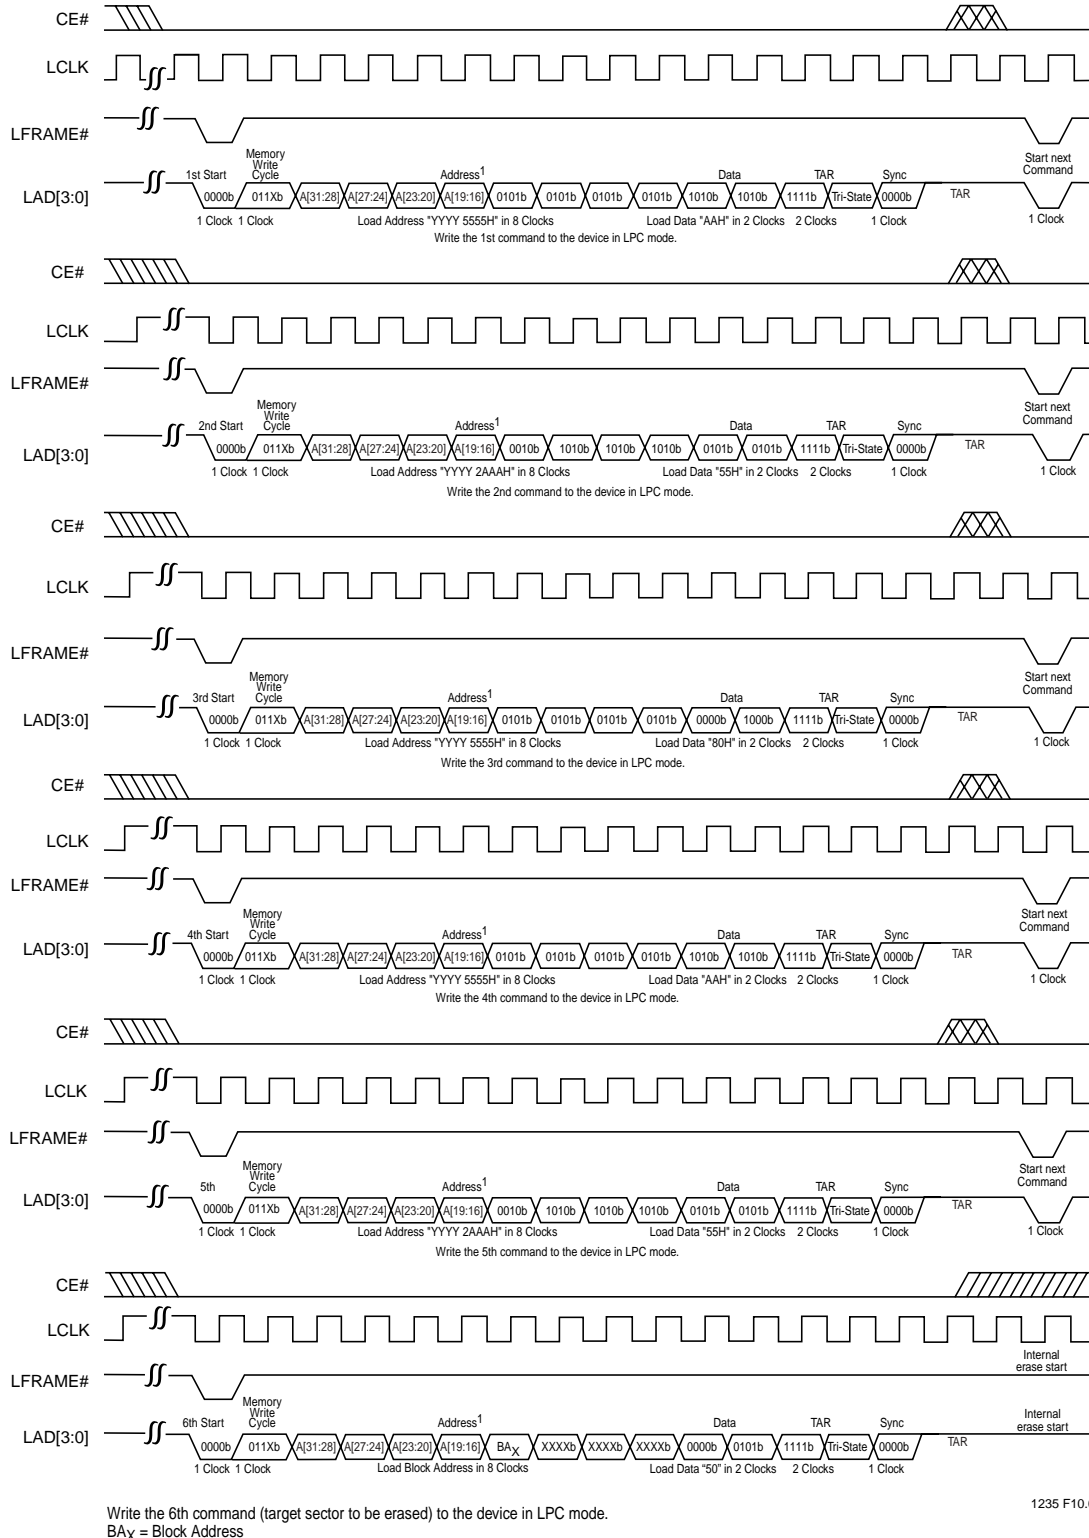 CE#
LCLK
LFRAME#
Memory
Write
Cycle
1st Start
Address1
Data
TAR
Sync
Start next
Command
LAD[3:0]
0000b 011Xb A[31:28] A[27:24] A[23:20] A[19:16] 0101b 0101b 0101b 0101b 1010b 1010b 1111b Tri-State 0000b TAR
1 Clock 1 Clock Load Address "YYYY 5555H" in 8 Clocks Load Data "AAH" in 2 Clocks 2 Clocks 1 Clock 1 Clock
Write the 1st command to the device in LPC mode.
CE#
LCLK
LFRAME#
Memory
Write
Cycle
2nd Start
Address1
Data
TAR
Sync
Start next
Command
LAD[3:0]
0000b 011Xb A[31:28] A[27:24] A[23:20] A[19:16] 0010b 1010b 1010b 1010b 0101b 0101b 1111b Tri-State 0000b TAR
1 Clock 1 Clock Load Address "YYYY 2AAAH" in 8 Clocks Load Data "55H" in 2 Clocks 2 Clocks 1 Clock 1 Clock
Write the 2nd command to the device in LPC mode.
CE#
LCLK
LFRAME#
Memory
Write
Cycle
3rd Start
Address1
Data
TAR
Sync
Start next
Command
LAD[3:0]
0000b 011Xb A[31:28] A[27:24] A[23:20] A[19:16] 0101b 0101b 0101b 0101b 0000b 1000b 1111b Tri-State 0000b TAR
1 Clock 1 Clock Load Address "YYYY 5555H" in 8 Clocks Load Data "80H" in 2 Clocks 2 Clocks 1 Clock 1 Clock
Write the 3rd command to the device in LPC mode.
CE#
LCLK
LFRAME#
Memory
Write
Cycle
4th Start
Address1
Data
TAR
Sync
Start next
Command
LAD[3:0]
0000b 011Xb A[31:28] A[27:24] A[23:20] A[19:16] 0101b 0101b 0101b 0101b 1010b 1010b 1111b Tri-State 0000b TAR
1 Clock 1 Clock Load Address "YYYY 5555H" in 8 Clocks Load Data "AAH" in 2 Clocks 2 Clocks 1 Clock 1 Clock
Write the 4th command to the device in LPC mode.
CE#
LCLK
LFRAME#
Memory
Write
Cycle
5th
Address1
Data
TAR
Sync
Start next
Command
LAD[3:0]
0000b 011Xb A[31:28] A[27:24] A[23:20] A[19:16] 0010b 1010b 1010b 1010b 0101b 0101b 1111b Tri-State 0000b TAR
1 Clock 1 Clock Load Address "YYYY 2AAAH" in 8 Clocks Load Data "55H" in 2 Clocks 2 Clocks 1 Clock 1 Clock
Write the 5th command to the device in LPC mode.
CE#
LCLK
Internal
erase start
LFRAME#
Memory
Write
Cycle
6th Start
Address1
Data
TAR
Sync
Internal
erase start
LAD[3:0]
0000b 011Xb A[31:28] A[27:24] A[23:20] A[19:16] BAX XXXXb XXXXb XXXXb 0000b 0101b 1111b Tri-State 0000b TAR
1 Clock 1 Clock Load Block Address in 8 Clocks Load Data “50” in 2 Clocks 2 Clocks 1 Clock
1235 F10.
Write the 6th command (target sector to be erased) to the device in LPC mode.
BAX = Block Address